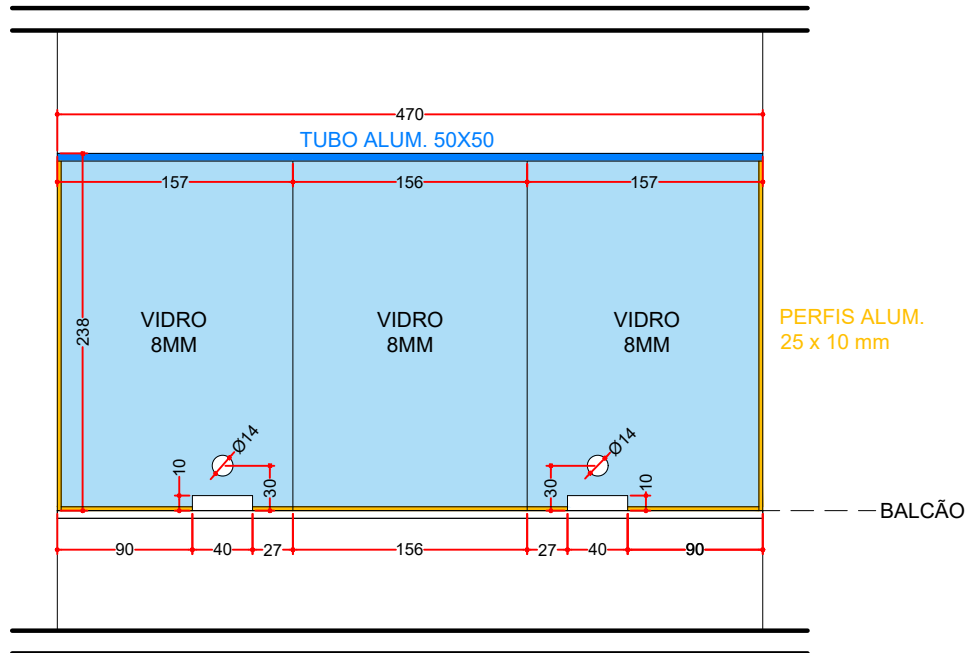 470
TUBO ALUM. 50X50
157
156
157
238
VIDRO
8MM
VIDRO
8MM
VIDRO
8MM
PERFIS ALUM.
25 x 10 mm
Ø14
Ø14
10
30
30
10
BALCÃO
90
40
27
156
27
40
90